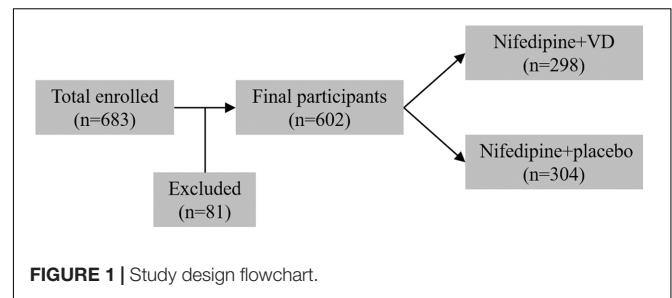 Total enrolled
(n=683)
Excluded
(n=81)
Final participants
(n=602)
Nifedipine+VD
(n=298)
Nifedipine+placebo
(n=304)
FIGURE 1 | Study design flowchart.